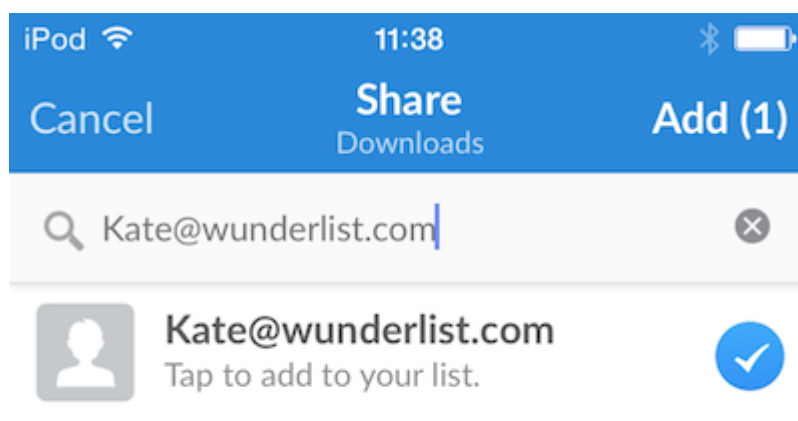 iPod 11:38
Cancel Share Add (1)
Downloads
Kate@wunderlist.com
Kate@wunderlist.com
Tap to add to your list.